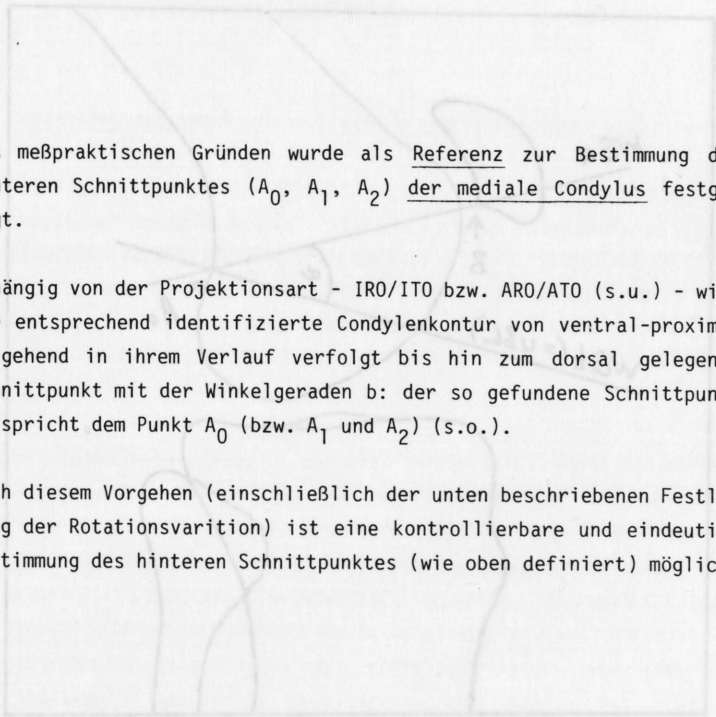 meßpraktischen Gründen wurde als Referenz zur Bestimmung d
teren Schnittpunktes (A₀, A₁, A₂) der mediale Condylus festg
t.
ängig von der Projektionsart - IRO/ITO bzw. ARO/ATO (s.u.) - wi
entsprechend identifizierte Condylenkontur von ventral-proxim
gehend in ihrem Verlauf verfolgt bis hin zum dorsal gelegen
nittpunkt mit der Winkelgeraden b: der so gefundene Schnittpun
spricht dem Punkt A₀ (bzw. A₁ und A₂) (s.o.).
ch diesem Vorgehen (einschließlich der unten beschriebenen Festl
g der Rotationsvarition) ist eine kontrollierbare und eindeuti
timmung des hinteren Schnittpunktes (wie oben definiert) möglic